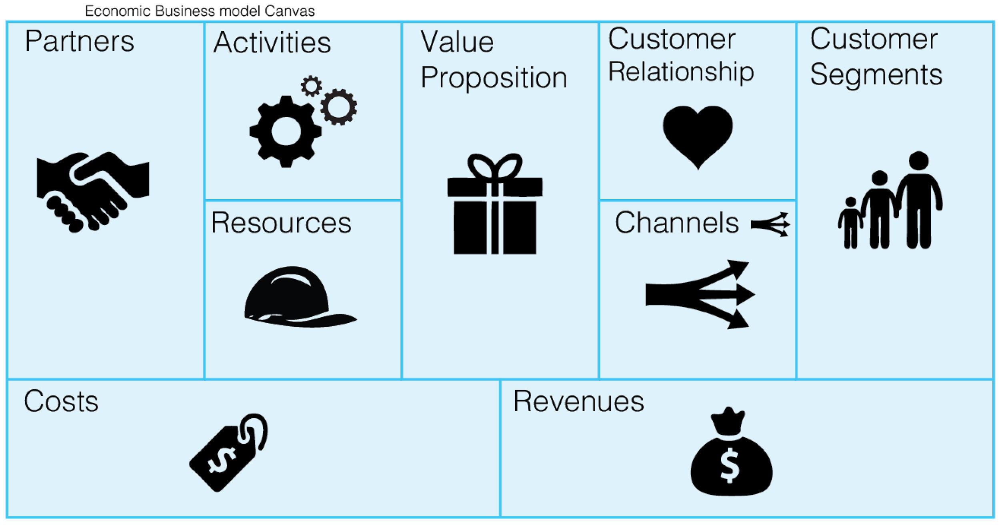 Economic Business model Canvas
Partners
Activities
Value
Proposition
Customer
Relationship
Customer
Segments
Resources
Channels
Costs
$
Revenues
$